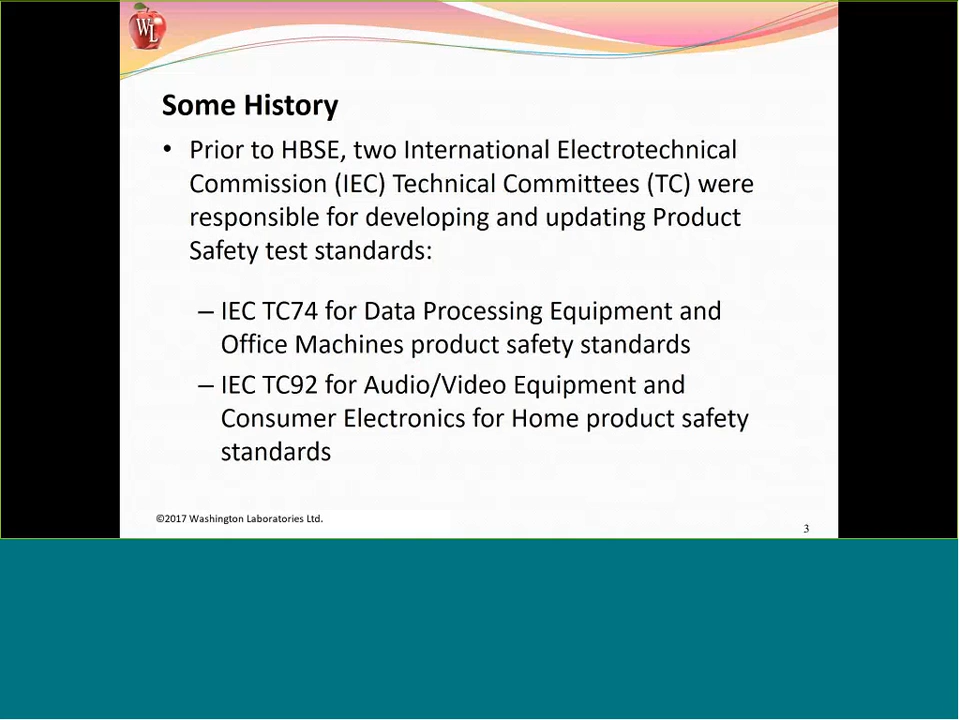 WL
Some History
• Prior to HBSE, two International Electrotechnical
Commission (IEC) Technical Committees (TC) were
responsible for developing and updating Product
Safety test standards:
– IEC TC74 for Data Processing Equipment and
Office Machines product safety standards
– IEC TC92 for Audio/Video Equipment and
Consumer Electronics for Home product safety
standards
©2017 Washington Laboratories Ltd.
3